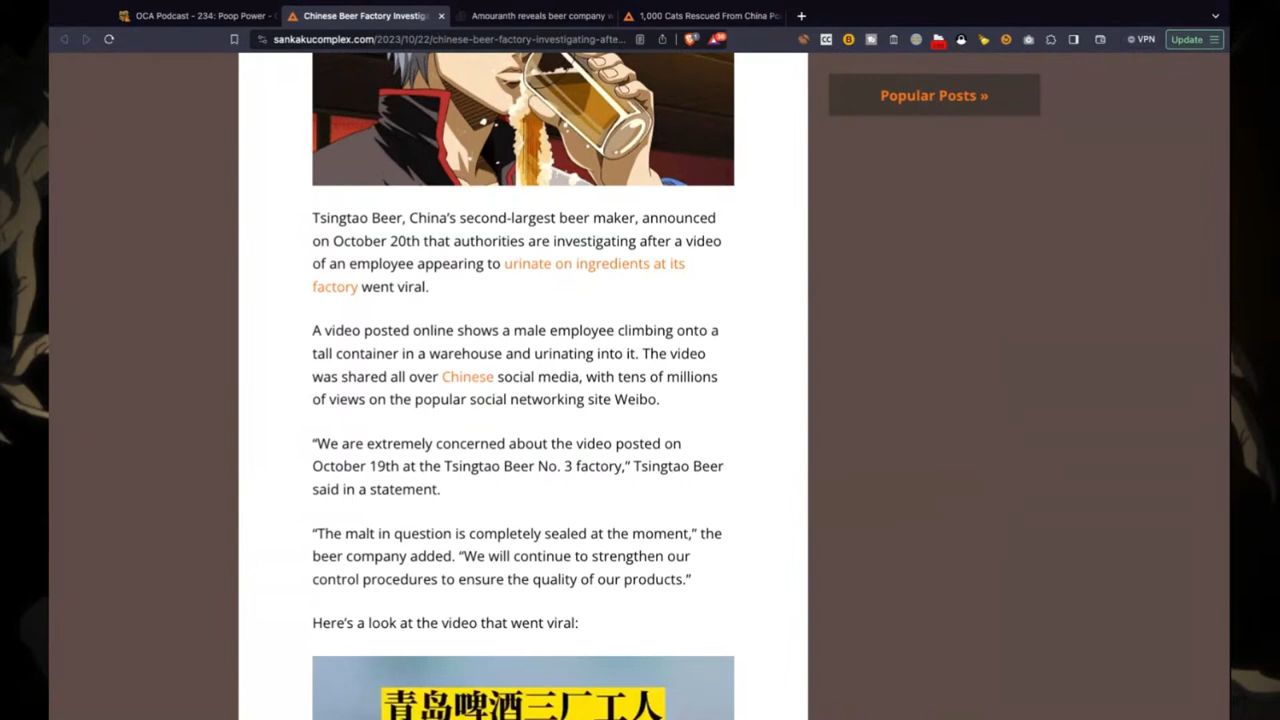 OCA Podcast - 234: Poop Power -
Chinese Beer Factory Investig
Amouranth reveals beer company
1,000 Cats Rescued From China Po
sankakucomplex.com/2023/10/22/chinese-beer-factory-investigating-afte...
VPN
Update
Popular Posts »
Tsingtao Beer, China's second-largest beer maker, announced
on October 20th that authorities are investigating after a video
of an employee appearing to urinate on ingredients at its
factory went viral.
A video posted online shows a male employee climbing onto a
tall container in a warehouse and urinating into it. The video
was shared all over Chinese social media, with tens of millions
of views on the popular social networking site Weibo.
“We are extremely concerned about the video posted on
October 19th at the Tsingtao Beer No. 3 factory,” Tsingtao Beer
said in a statement.
“The malt in question is completely sealed at the moment,” the
beer company added. “We will continue to strengthen our
control procedures to ensure the quality of our products.”
Here's a look at the video that went viral:
青岛啤酒三厂工人